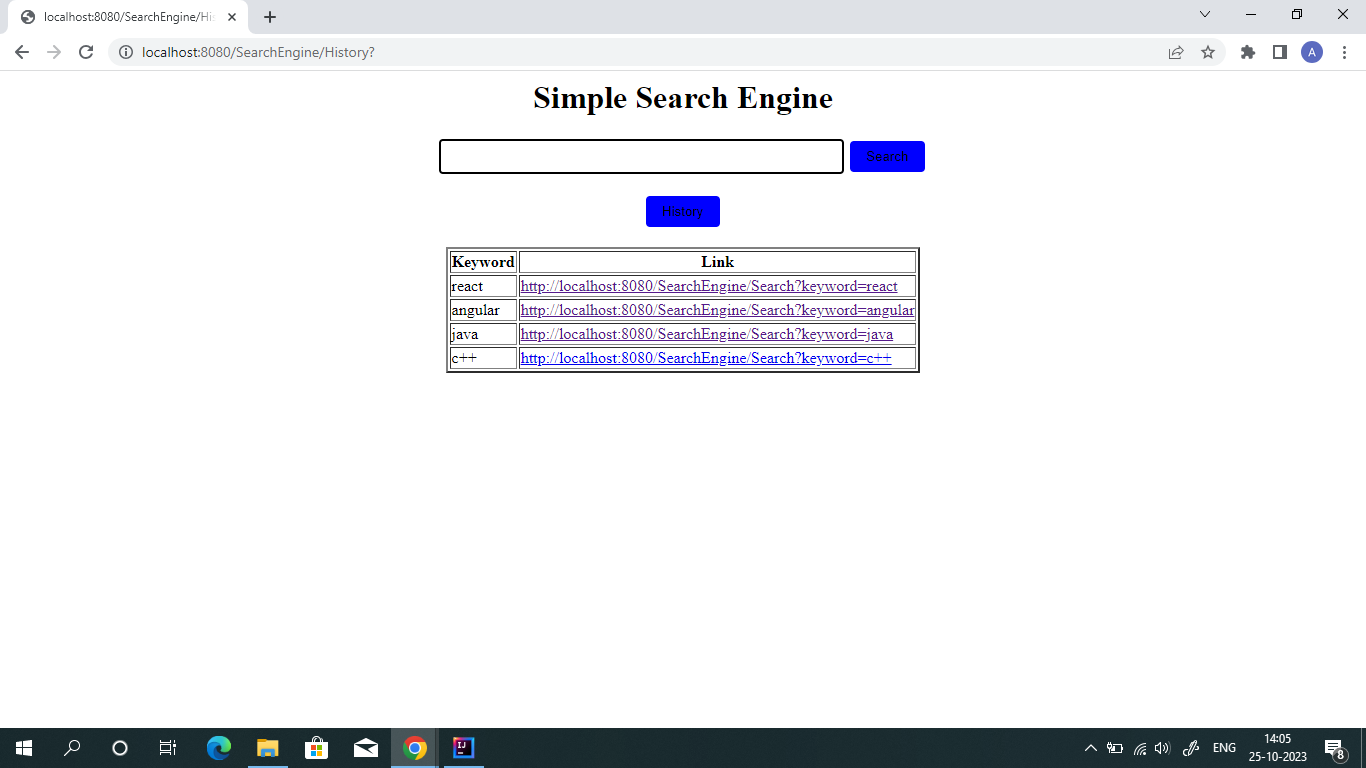 localhost:8080/SearchEngine/His
localhost:8080/SearchEngine/History?
A
Simple Search Engine
Search
History
Keyword Link
react http://localhost:8080/SearchEngine/Search?keyword=react
angular http://localhost:8080/SearchEngine/Search?keyword=angular
java http://localhost:8080/SearchEngine/Search?keyword=java
c++ http://localhost:8080/SearchEngine/Search?keyword=c++
IJ
ENG
14:05
25-10-2023
8